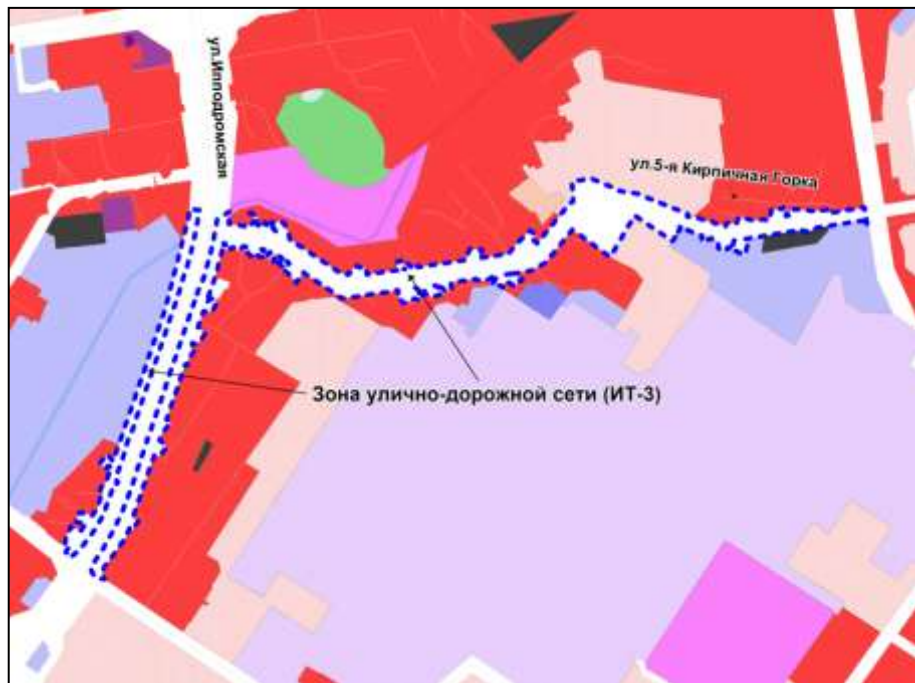 ул.Ипподромская
ул.5-я Кирпичная Горка
Зона улично-дорожной сети (ИТ-3)